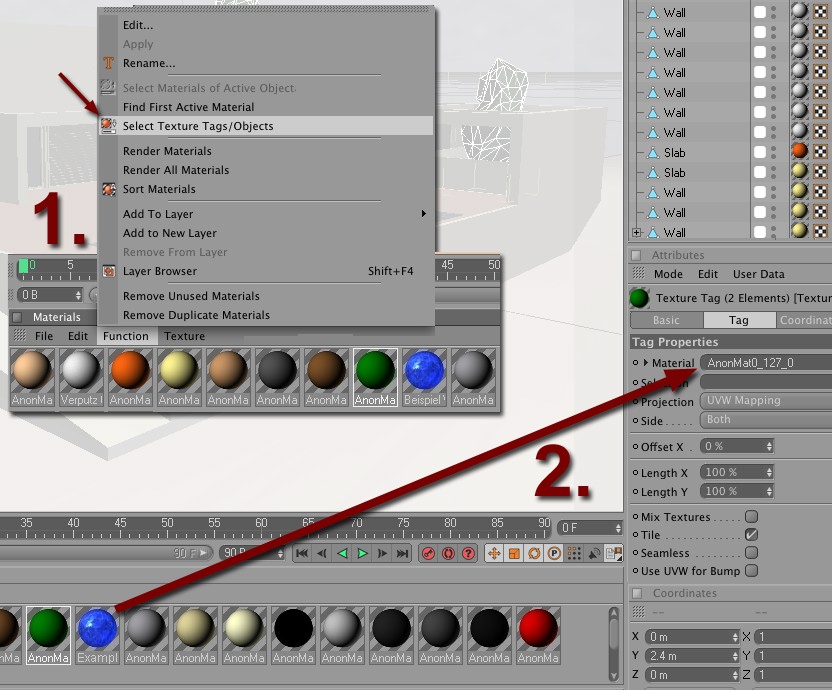 Edit...
Apply
Rename...
Select Materials of Active Object
Find First Active Material
Select Texture Tags/Objects
Render Materials
Render All Materials
Sort Materials
Add To Layer
Add to New Layer
Remove From Layer
Layer Browser Shift+F4
Remove Unused Materials
Remove Duplicate Materials
1.
0 5 45 50
0 B
Materials
File Edit Function Texture
AnonMa Verputz AnonMa AnonMa AnonMa AnonMa AnonMa AnonMa Beispiel AnonMa
2.
35 40 45 50 55 60 65 70 75 80 85 90 0 F
90 F 90 B
nMa AnonMa Exampl AnonMa AnonMa AnonMa AnonMa AnonMa AnonMa AnonMa AnonMa AnonMa
Wall
Wall
Wall
Wall
Wall
Wall
Wall
Slab
Slab
Wall
Wall
Wall
Attributes
Mode Edit User Data
Texture Tag (2 Elements) [Textur
Basic Tag Coordinat
Tag Properties
Material AnonMat0_127_0
Selection
Projection UVW Mapping
Side Both
Offset X 0 %
Length X 100 %
Length Y 100 %
Mix Textures
Tile
Seamless
Use UVW for Bump
Coordinates
-- --
X 0 m X 1
Y 2.4 m Y 1
Z 0 m Z 1